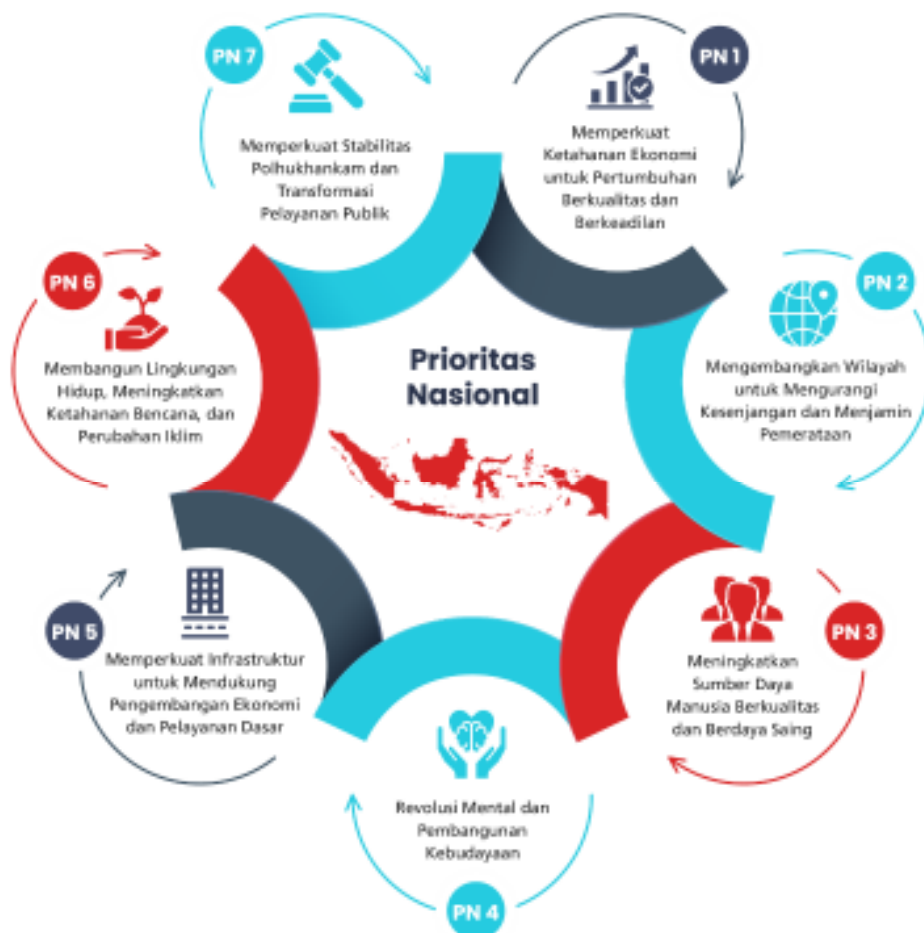 Prioritas
Nasional
PN 1
Memperkuat
Ketahanan Ekonomi
untuk Pertumbuhan
Berkualitas dan
Berkeadilan
PN 2
Mengembangkan Wilayah
untuk Mengurangi
Kesenjangan dan Menjamin
Pemerataan
PN 3
Meningkatkan
Sumber Daya
Manusia Berkualitas
dan Berdaya Saing
Revolusi Mental dan
Pembangunan
Kebudayaan
PN 4
PN 5
Memperkuat Infrastruktur
untuk Mendukung
Pengembangan Ekonomi
dan Pelayanan Dasar
PN 6
Membangun Lingkungan
Hidup, Meningkatkan
Ketahanan Bencana, dan
Perubahan Iklim
PN 7
Memperkuat Stabilitas
Polhukhankam dan
Transformasi
Pelayanan Publik